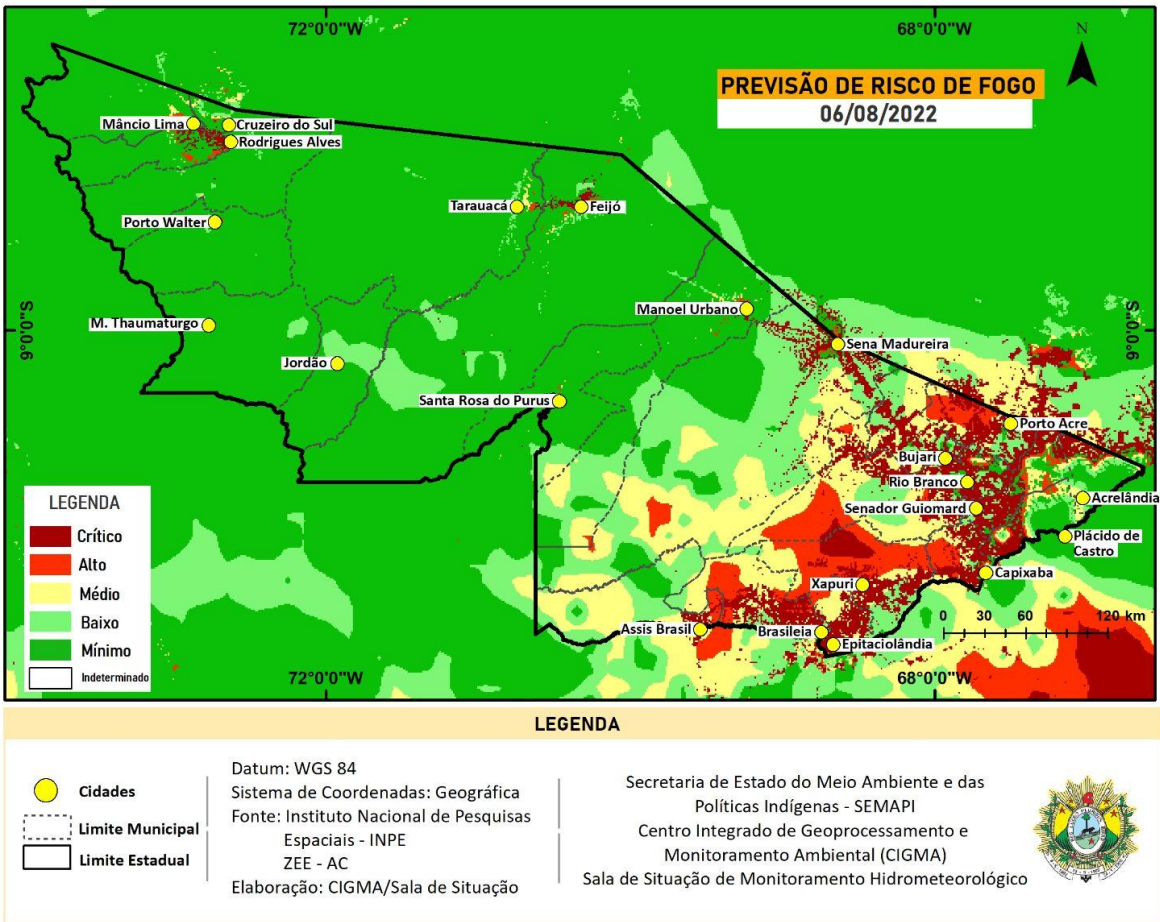 72°0'0"W
68°0'0"W
N
PREVISÃO DE RISCO DE FOGO
06/08/2022
Mâncio Lima
Cruzeiro do Sul
Rodrigues Alves
Tarauacá
Feijó
Porto Walter
Manoel Urbano
9°0'0"S
9°0'0"S
M. Thaumaturgo
Sena Madureira
Jordão
Santa Rosa do Purus
Porto Acre
Bujari
Rio Branco
Acrelândia
Senador Guiomard
Plácido de
Castro
Capixaba
Xapuri
Assis Brasil
Brasileia
Epitaciolândia
0 30 60 120 km
LEGENDA
Crítico
Alto
Médio
Baixo
Mínimo
Indeterminado
72°0'0"W
68°0'0"W
LEGENDA
Cidades
Limite Municipal
Limite Estadual
Datum: WGS 84
Sistema de Coordenadas: Geográfica
Fonte: Instituto Nacional de Pesquisas
Espaciais - INPE
ZEE - AC
Elaboração: CIGMA/Sala de Situação
Secretaria de Estado do Meio Ambiente e das
Políticas Indígenas - SEMAPI
Centro Integrado de Geoprocessamento e
Monitoramento Ambiental (CIGMA)
Sala de Situação de Monitoramento Hidrometeorológico